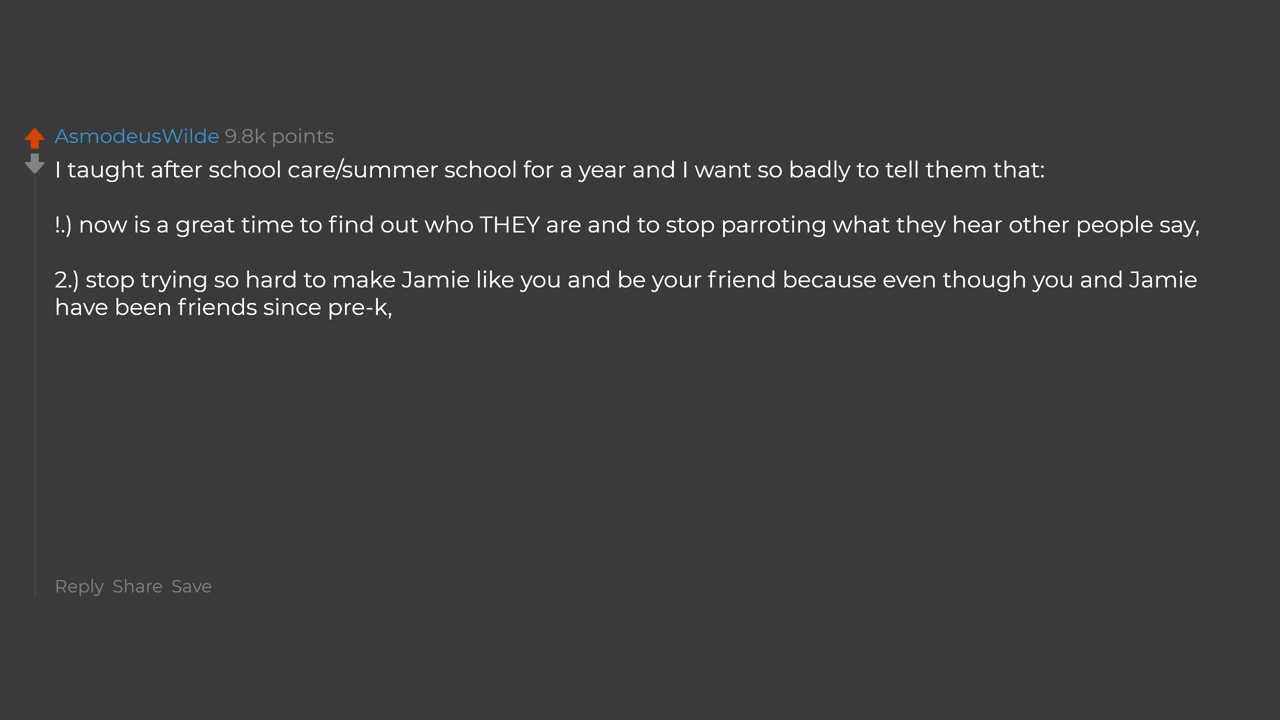 AsmodeusWilde 9.8k points
I taught after school care/summer school for a year and I want so badly to tell them that:
!.) now is a great time to find out who THEY are and to stop parroting what they hear other people say,
2.) stop trying so hard to make Jamie like you and be your friend because even though you and Jamie
have been friends since pre-k,
Reply Share Save